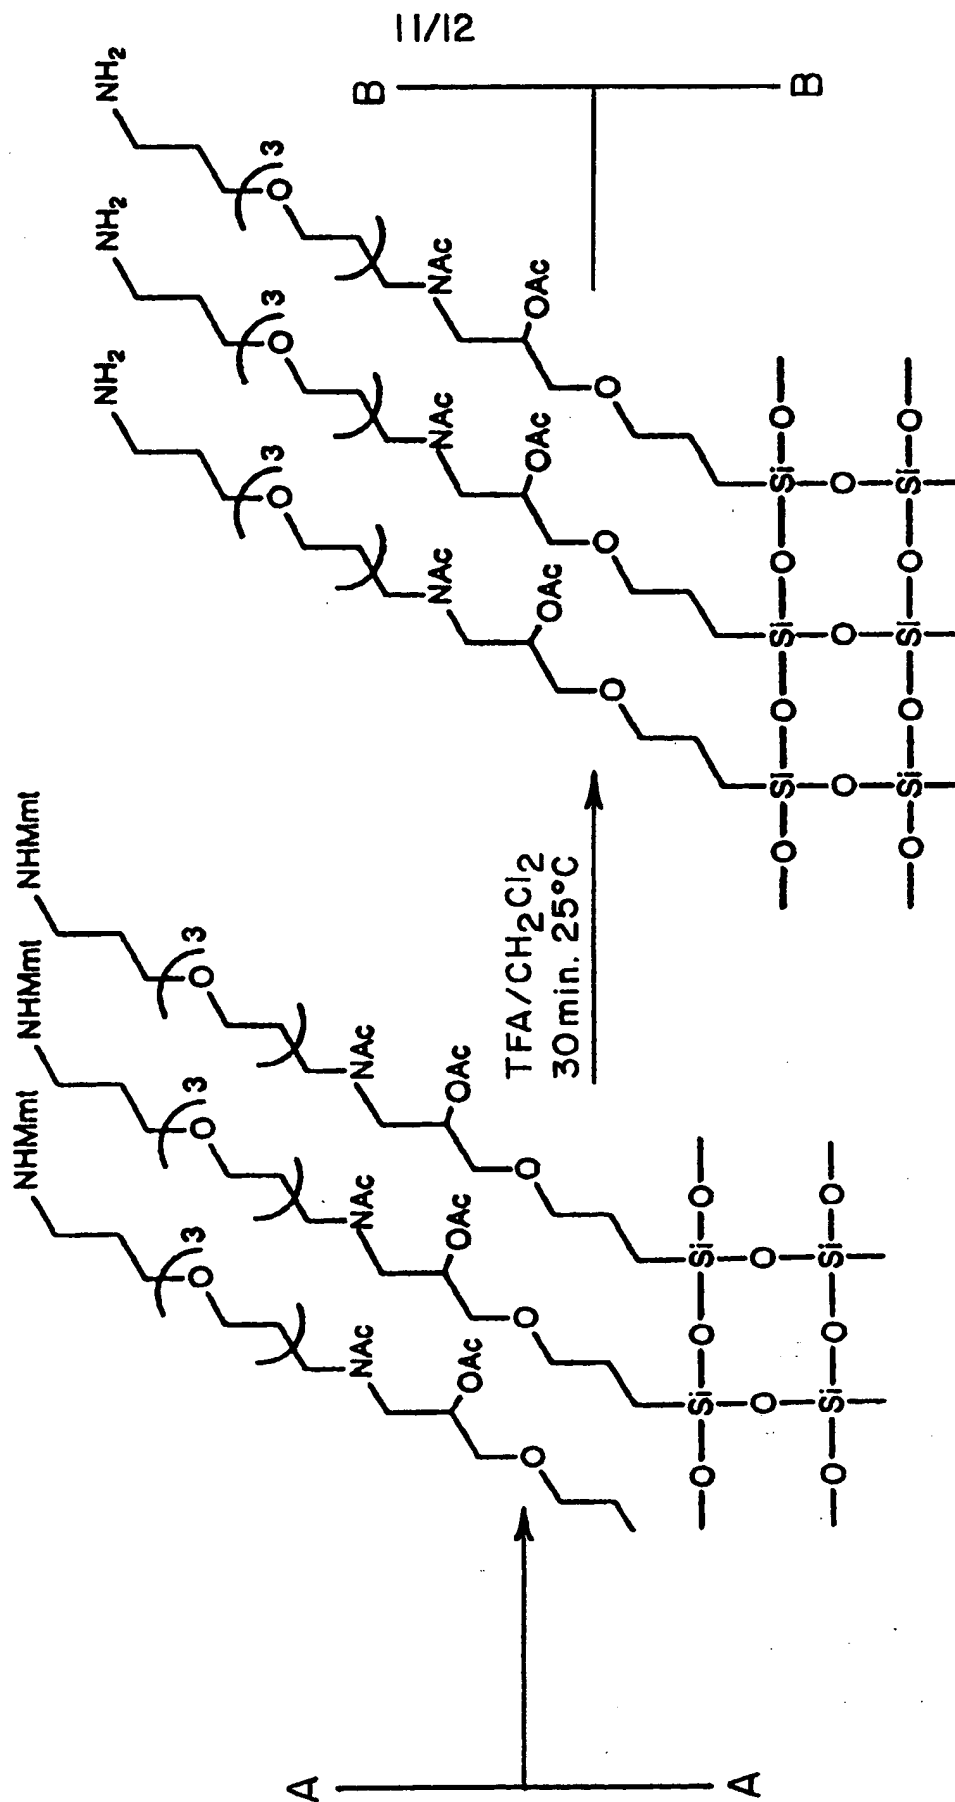 11/12
A
A
NHMmt
NHMmt
NHMmt
O
)3
O
)3
O
)3
NAc
NAc
NAc
OAc
OAc
OAc
O
O
O
—O—Si—O—Si—O—
O
O
—O—Si—O—Si—O—
TFA/CH2Cl2
30min. 25°C
NH2
NH2
NH2
O
)3
O
)3
O
)3
NAc
NAc
NAc
OAc
OAc
OAc
O
O
O
—O—Si—O—Si—O—Si—O—
O
O
O
—O—Si—O—Si—O—Si—O—
B
B